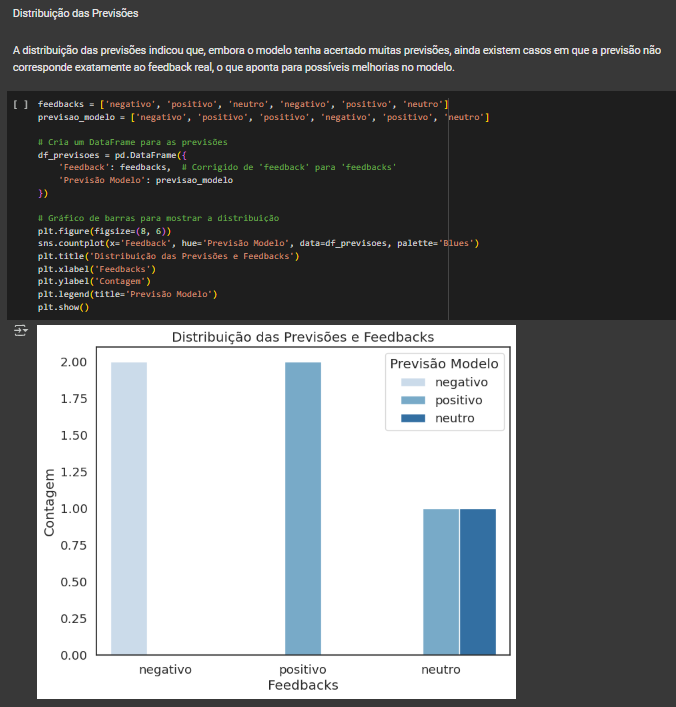 Distribuição das Previsões
A distribuição das previsões indicou que, embora o modelo tenha acertado muitas previsões, ainda existem casos em que a previsão não
corresponde exatamente ao feedback real, o que aponta para possíveis melhorias no modelo.
[ ] feedbacks = ['negativo', 'positivo', 'neutro', 'negativo', 'positivo', 'neutro']
previsao_modelo = ['negativo', 'positivo', 'positivo', 'negativo', 'positivo', 'neutro']
# Cria um DataFrame para as previsões
df_previsoes = pd.DataFrame({
'Feedback': feedbacks, # Corrigido de 'feedback' para 'feedbacks'
'Previsão Modelo': previsao_modelo
})
# Gráfico de barras para mostrar a distribuição
plt.figure(figsize=(8, 6))
sns.countplot(x='Feedback', hue='Previsão Modelo', data=df_previsoes, palette='Blues')
plt.title('Distribuição das Previsões e Feedbacks')
plt.xlabel('Feedbacks')
plt.ylabel('Contagem')
plt.legend(title='Previsão Modelo')
plt.show()
Distribuição das Previsões e Feedbacks
Previsão Modelo
negativo
positivo
neutro
2.00
1.75
1.50
1.25
1.00
0.75
0.50
0.25
0.00
Contagem
negativo positivo neutro
Feedbacks